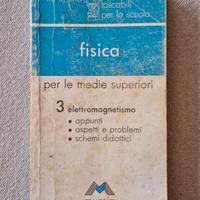 tascabili
per la scuola
fisica
per le medie superiori
3 elettromagnetismo
• appunti
• aspetti e problemi
• schemi didattici